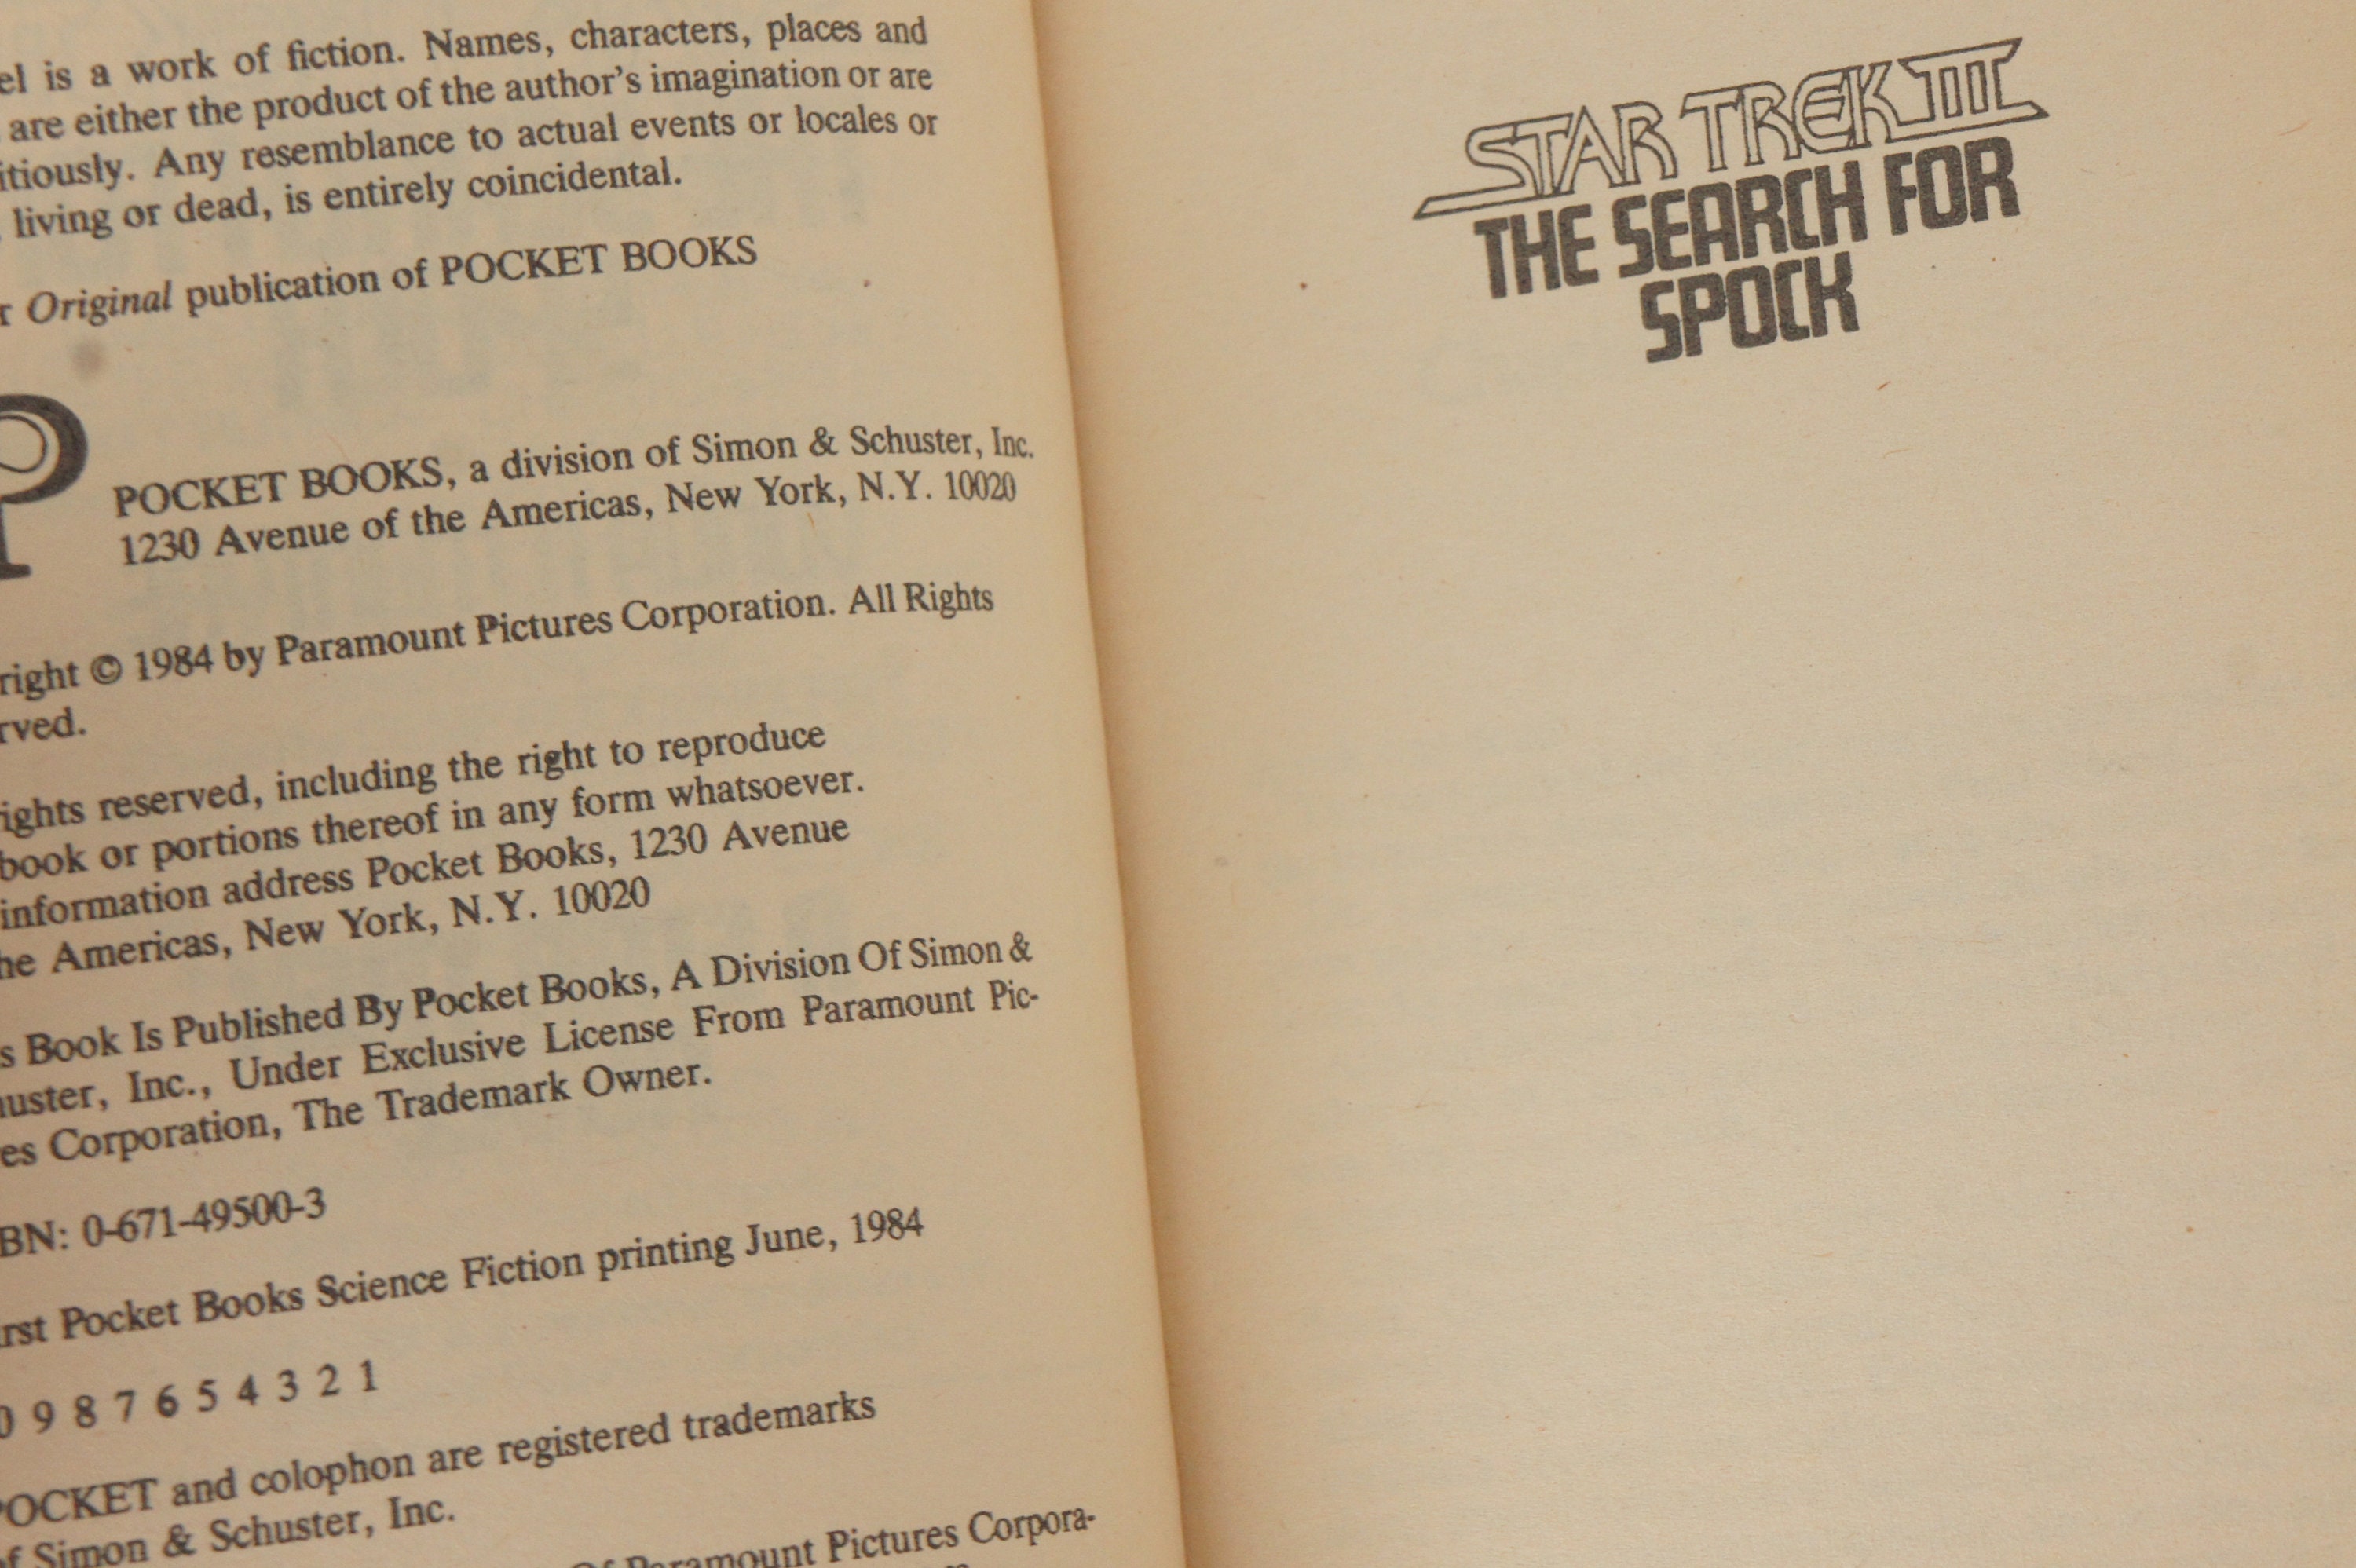 el is a work of fiction. Names, characters, places and
are either the product of the author's imagination or are
itiously. Any resemblance to actual events or locales or
, living or dead, is entirely coincidental.
r Original publication of POCKET BOOKS
P
POCKET BOOKS, a division of Simon & Schuster, Inc.
1230 Avenue of the Americas, New York, N.Y. 10020
right © 1984 by Paramount Pictures Corporation. All Rights
rved.
ights reserved, including the right to reproduce
book or portions thereof in any form whatsoever.
information address Pocket Books, 1230 Avenue
he Americas, New York, N.Y. 10020
s Book Is Published By Pocket Books, A Division Of Simon &
huster, Inc., Under Exclusive License From Paramount Pic-
es Corporation, The Trademark Owner.
BN: 0-671-49500-3
irst Pocket Books Science Fiction printing June, 1984
0 9 8 7 6 5 4 3 2 1
POCKET and colophon are registered trademarks
of Simon & Schuster, Inc.
Of Paramount Pictures Corpora-
STAR TREK III
THE SEARCH FOR
SPOCK